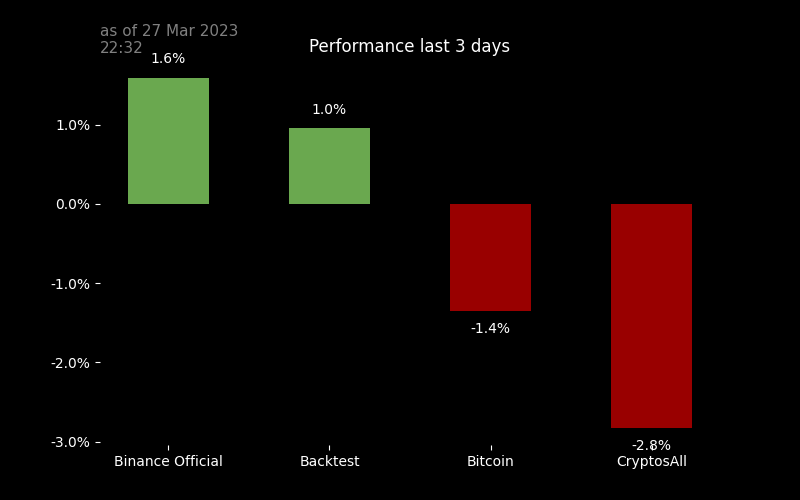 as of 27 Mar 2023
22:32
Performance last 3 days
1.6%
1.0%
1.0%
0.0%
-1.0%
-1.4%
-2.0%
-3.0%
-2.8%
Binance Official
Backtest
Bitcoin
CryptosAll